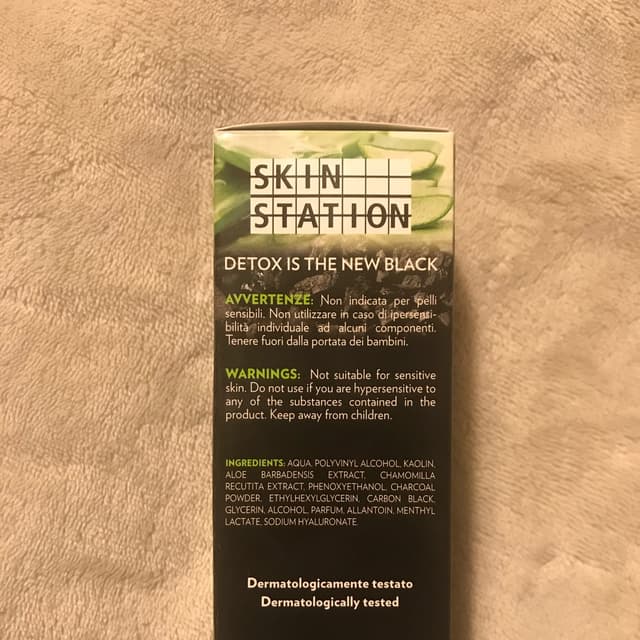 SKIN
STATION
DETOX IS THE NEW BLACK
AVVERTENZE: Non indicata per pelli
sensibili. Non utilizzare in caso di ipersensi-
bilità individuale ad alcuni componenti.
Tenere fuori dalla portata dei bambini.
WARNINGS: Not suitable for sensitive
skin. Do not use if you are hypersensitive to
any of the substances contained in the
product. Keep away from children.
INGREDIENTS: AQUA, POLYVINYL ALCOHOL, KAOLIN,
ALOE BARBADENSIS EXTRACT, CHAMOMILLA
RECUTITA EXTRACT, PHENOXYETHANOL, CHARCOAL
POWDER, ETHYLHEXYLGLYCERIN, CARBON BLACK,
GLYCERIN, ALCOHOL, PARFUM, ALLANTOIN, MENTHYL
LACTATE, SODIUM HYALURONATE.
Dermatologicamente testato
Dermatologically tested